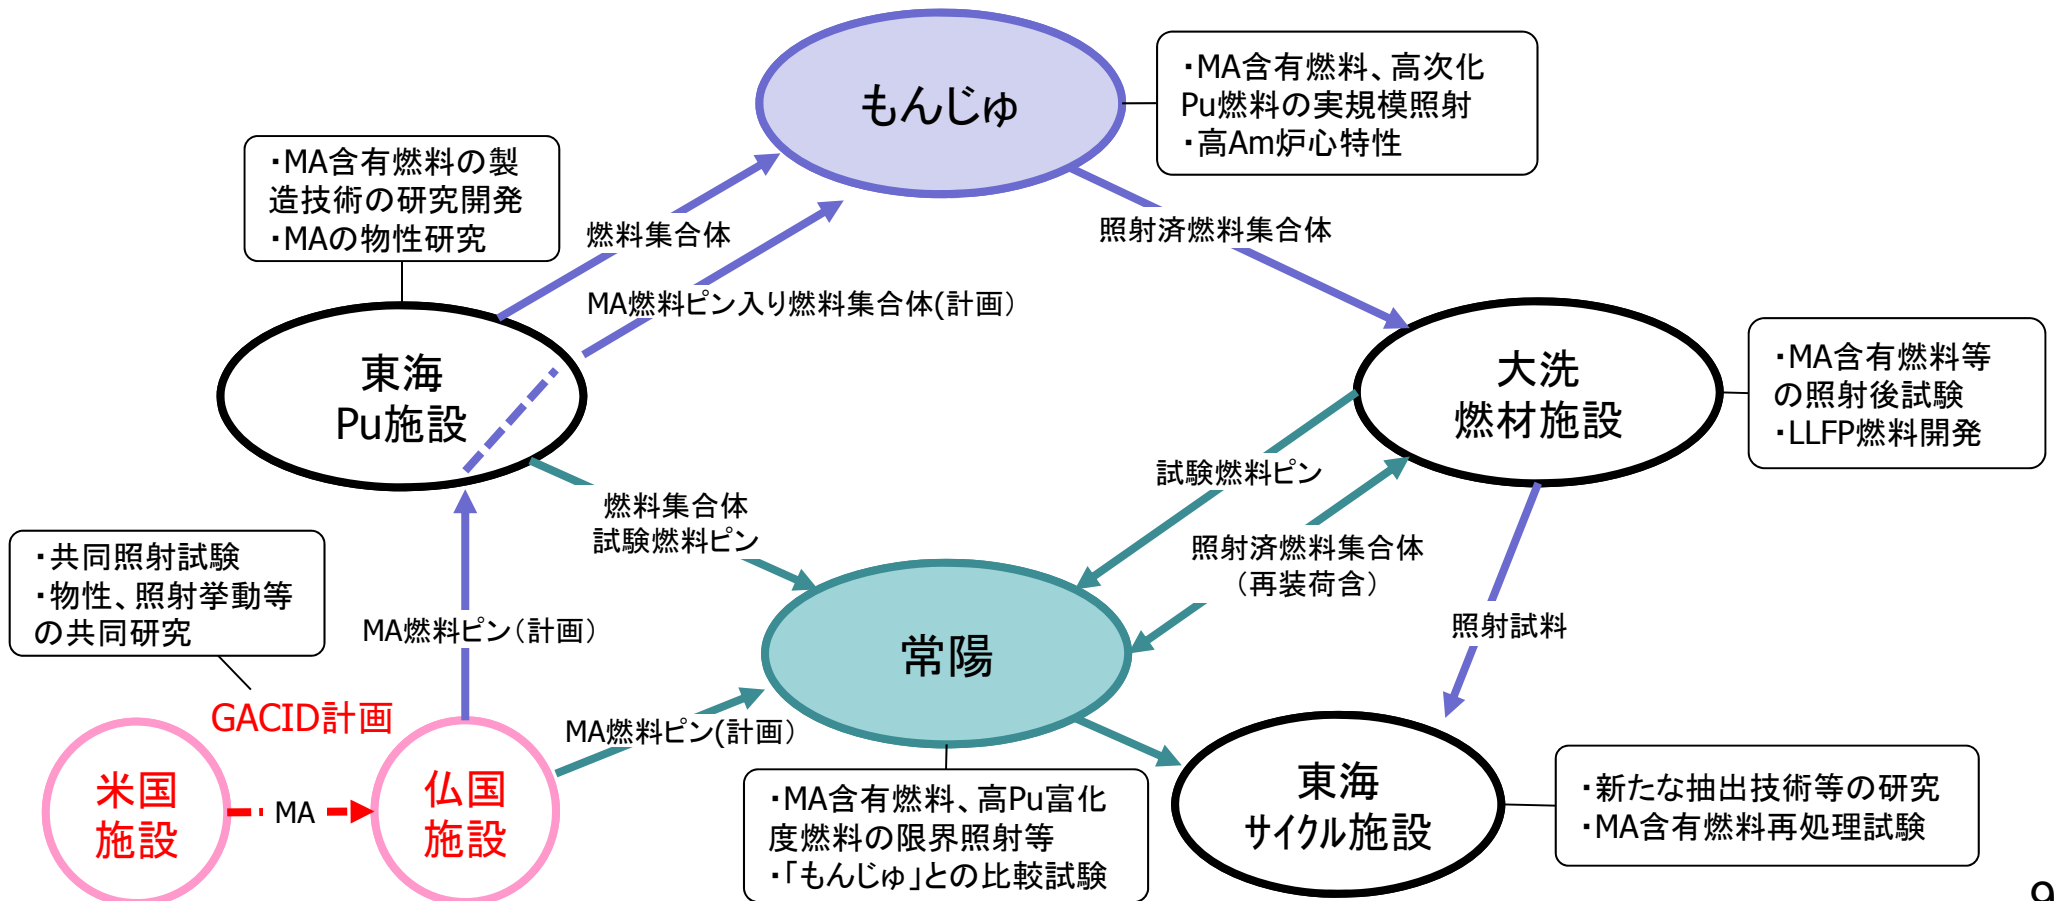 もんじゅ
・MA含有燃料、高次化
Pu燃料の実規模照射
・高Am炉心特性
・MA含有燃料の製
造技術の研究開発
・MAの物性研究
燃料集合体
照射済燃料集合体
MA燃料ピン入り燃料集合体(計画)
東海
Pu施設
大洗
燃材施設
・MA含有燃料等
の照射後試験
・LLFP燃料開発
燃料集合体
試験燃料ピン
試験燃料ピン
照射済燃料集合体
（再装荷含）
・共同照射試験
・物性、照射挙動等
の共同研究
MA燃料ピン（計画）
常陽
照射試料
GACID計画
MA燃料ピン(計画)
米国
施設
MA
仏国
施設
・MA含有燃料、高Pu富化
度燃料の限界照射等
・「もんじゅ」との比較試験
東海
サイクル施設
・新たな抽出技術等の研究
・MA含有燃料再処理試験
9